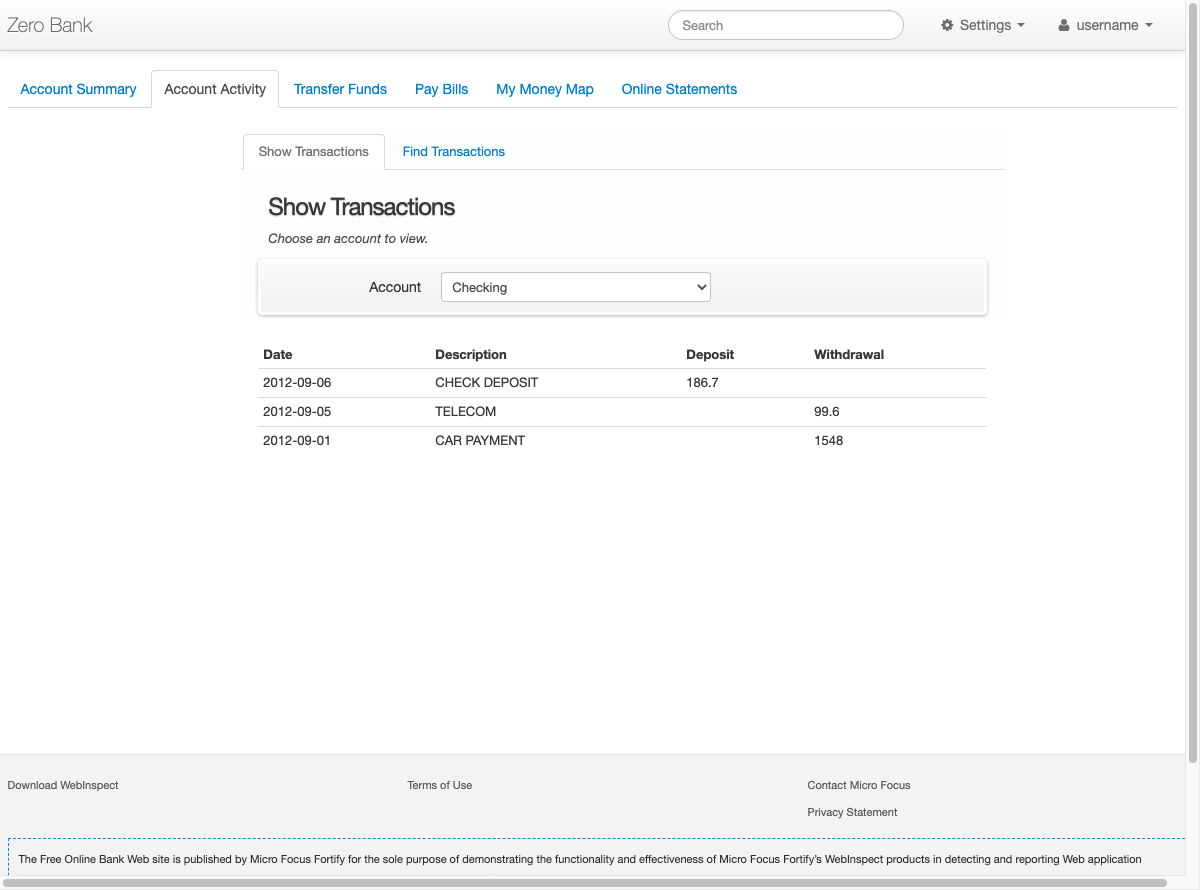 Zero Bank
Search
Settings
username
Account Summary
Account Activity
Transfer Funds
Pay Bills
My Money Map
Online Statements
Show Transactions
Find Transactions
Show Transactions
Choose an account to view.
Account
Checking
Date Description Deposit Withdrawal
2012-09-06 CHECK DEPOSIT 186.7
2012-09-05 TELECOM 99.6
2012-09-01 CAR PAYMENT 1548
Download WebInspect
Terms of Use
Contact Micro Focus
Privacy Statement
The Free Online Bank Web site is published by Micro Focus Fortify for the sole purpose of demonstrating the functionality and effectiveness of Micro Focus Fortify's WebInspect products in detecting and reporting Web application